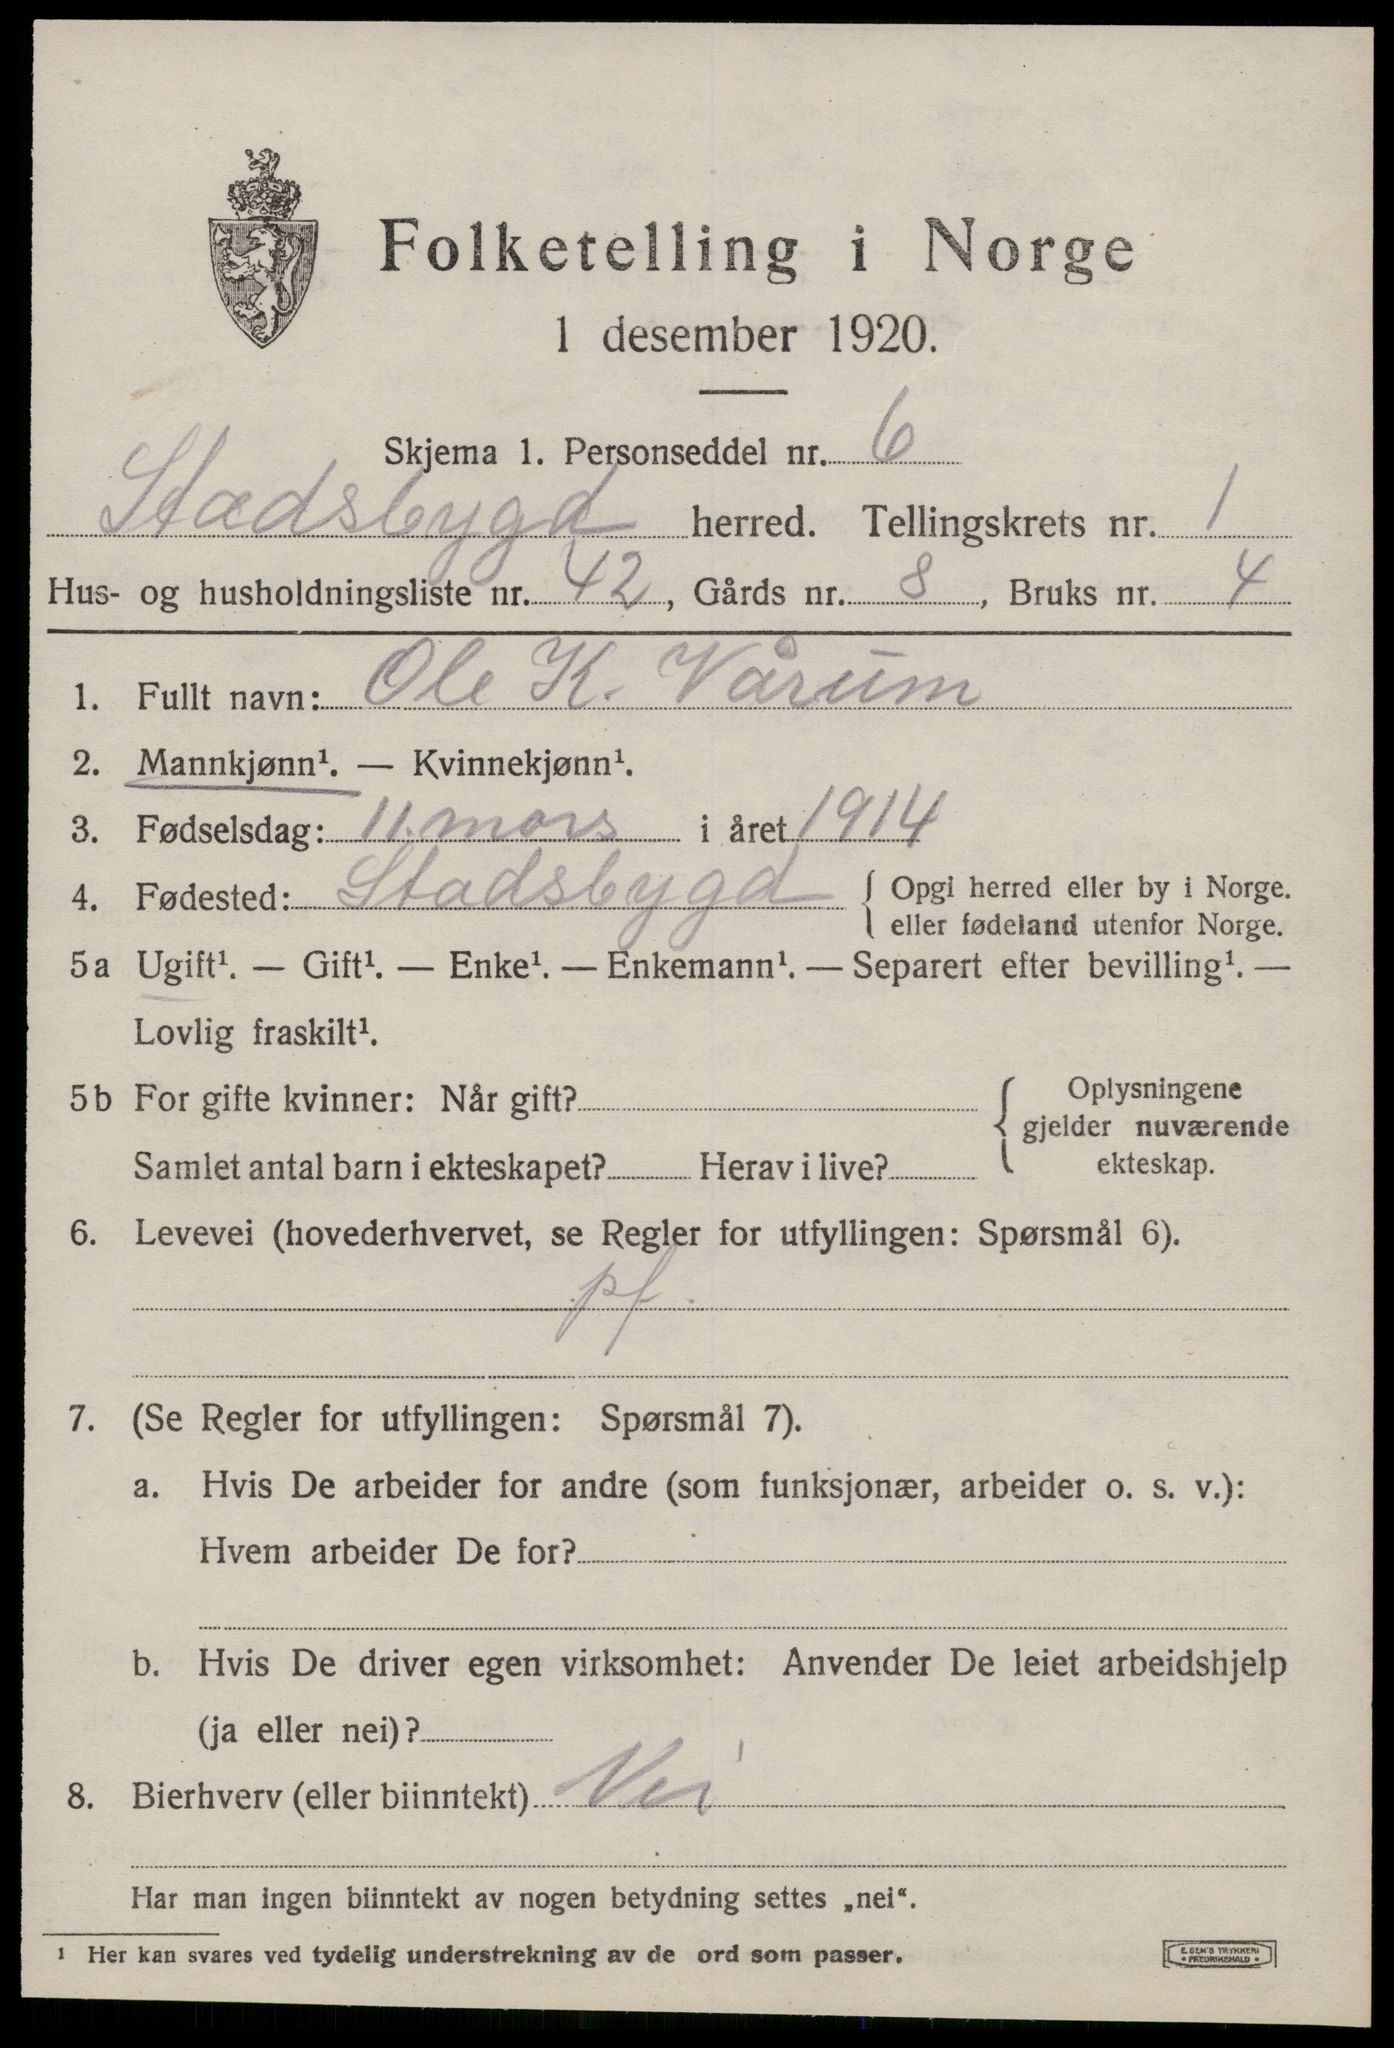 Folketelling i Norge
1 desember 1920.
Skjema 1. Personseddel nr. 6
Stadsbygd herred. Tellingskrets nr. 1
Hus- og husholdningsliste nr. 42, Gårds nr. 8, Bruks nr. 4
1. Fullt navn: Ole K. Vårum
2. Mannkjønn¹. — Kvinnekjønn¹.
3. Fødselsdag: 11. mars i året 1914
4. Fødested: Stadsbygd { Opgi herred eller by i Norge.
eller fødeland utenfor Norge.
5a Ugift¹. — Gift¹. — Enke¹. — Enkemann¹. — Separert efter bevilling¹. —
Lovlig fraskilt¹.
5b For gifte kvinner: Når gift?
Samlet antal barn i ekteskapet? Herav i live?
{ Oplysningene
gjelder nuværende
ekteskap.
6. Levevei (hovederhvervet, se Regler for utfyllingen: Spørsmål 6).
pf.
7. (Se Regler for utfyllingen: Spørsmål 7).
a. Hvis De arbeider for andre (som funksjonær, arbeider o. s. v.):
Hvem arbeider De for?
b. Hvis De driver egen virksomhet: Anvender De leiet arbeidshjelp
(ja eller nei)?
8. Bierhverv (eller biinntekt) Nei
Har man ingen biinntekt av nogen betydning settes „nei“.
¹ Her kan svares ved tydelig understrekning av de ord som passer.
E. SEM'S TRYKKERI
• FREDRIKSHALD •